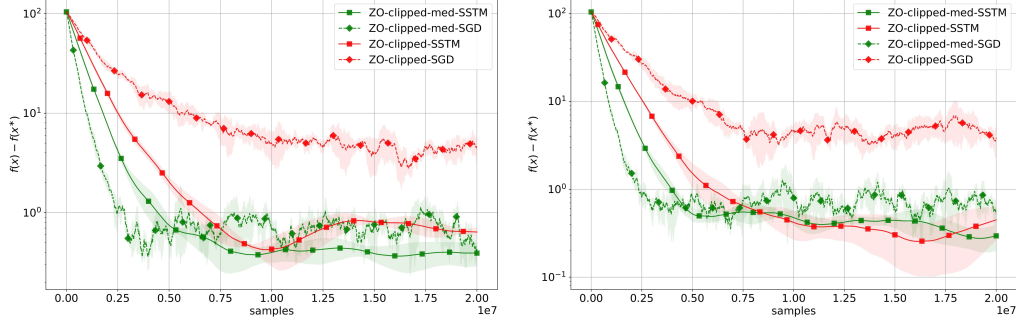 ZO-clipped-med-SSTM
ZO-clipped-med-SGD
ZO-clipped-SSTM
ZO-clipped-SGD
10²
10¹
10⁰
f(x) − f(x*)
0.00 0.25 0.50 0.75 1.00 1.25 1.50 1.75 2.00
samples
1e7
ZO-clipped-med-SSTM
ZO-clipped-med-SGD
ZO-clipped-SSTM
ZO-clipped-SGD
10²
10¹
10⁰
10⁻¹
f(x) − f(x*)
0.00 0.25 0.50 0.75 1.00 1.25 1.50 1.75 2.00
samples
1e7